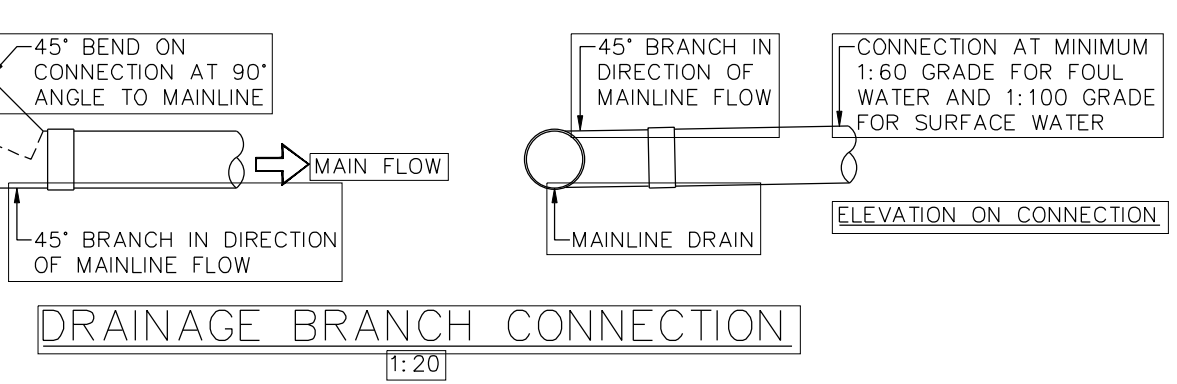 45° BEND ON
CONNECTION AT 90°
ANGLE TO MAINLINE
MAIN FLOW
45° BRANCH IN DIRECTION
OF MAINLINE FLOW
45° BRANCH IN
DIRECTION OF
MAINLINE FLOW
CONNECTION AT MINIMUM
1:60 GRADE FOR FOUL
WATER AND 1:100 GRADE
FOR SURFACE WATER
MAINLINE DRAIN
ELEVATION ON CONNECTION
DRAINAGE BRANCH CONNECTION
1:20